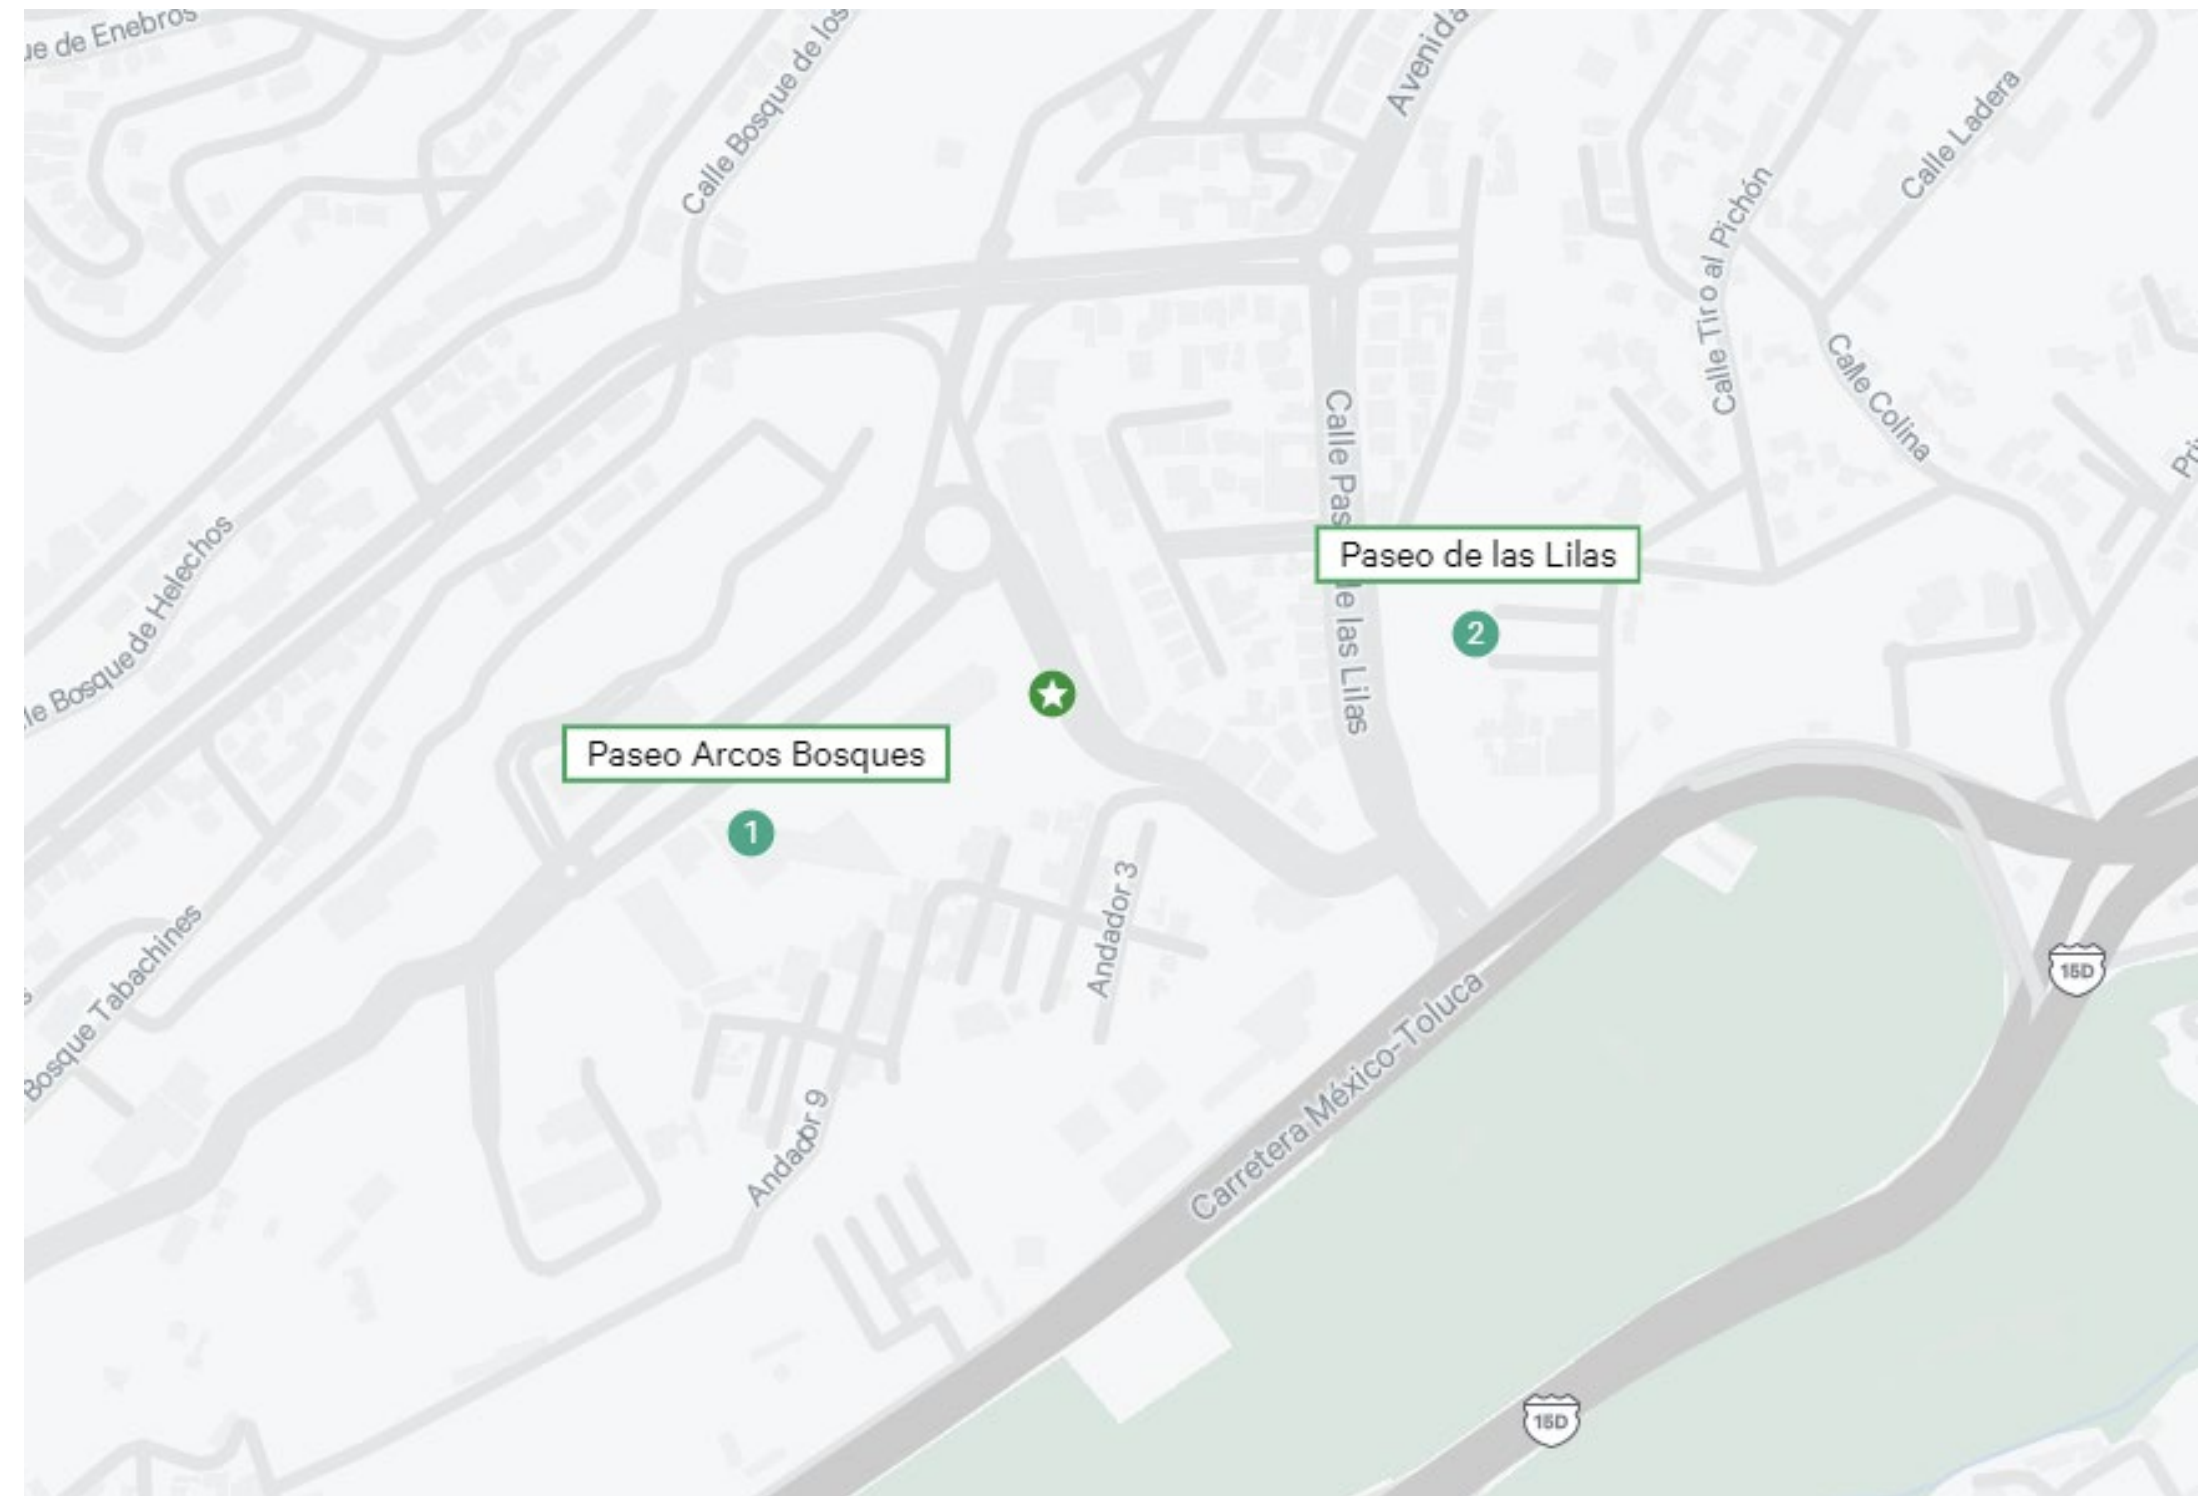 ue de Enebros
Calle Bosque de los
Avenida
Calle Ladera
Calle Tiro al Pichón
Calle Colina
Calle Pas
e las Lilas
Paseo de las Lilas
2
le Bosque de Helechos
Paseo Arcos Bosques
1
Andador 3
Bosque Tabachines
15D
Carretera México-Toluca
Andador 9
15D